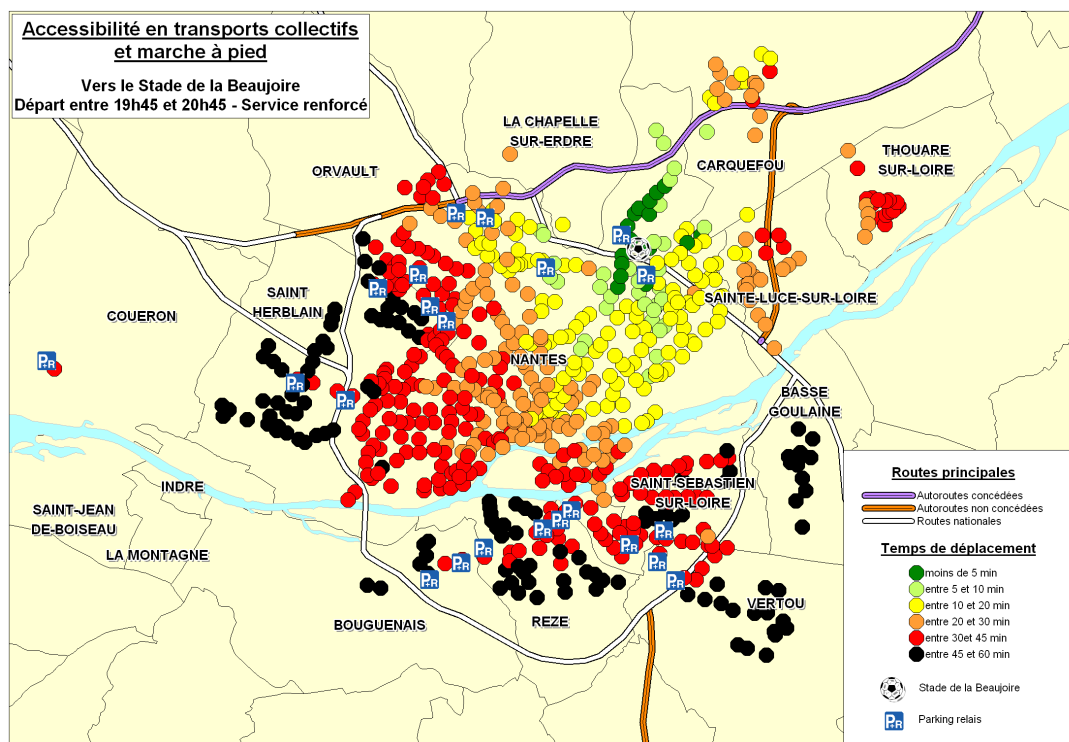 Accessibilité en transports collectifs
et marche à pied
Vers le Stade de la Beaujoire
Départ entre 19h45 et 20h45 - Service renforcé
LA CHAPELLE
SUR-ERDRE
ORVAULT
CARQUEFOU
THOUARE
SUR-LOIRE
P+R
P+R
P+R
P+R
P+R
P+R
P+R
SAINT
HERBLAIN
P+R
SAINTE-LUCE-SUR-LOIRE
COUERON
P+R
P+R
NANTES
P+R
P+R
P+R
BASSE
GOULAINE
INDRE
SAINT-SEBASTIEN
SUR-LOIRE
SAINT-JEAN
DE-BOISEAU
P+R
P+R
P+R
P+R
LA MONTAGNE
P+R
P+R
P+R
P+R
P+R
P+R
VERTOU
BOUGUENAIS
REZE
Routes principales
Autoroutes concédées
Autoroutes non concédées
Routes nationales
Temps de déplacement
moins de 5 min
entre 5 et 10 min
entre 10 et 20 min
entre 20 et 30 min
entre 30et 45 min
entre 45 et 60 min
Stade de la Beaujoire
P+R
Parking relais